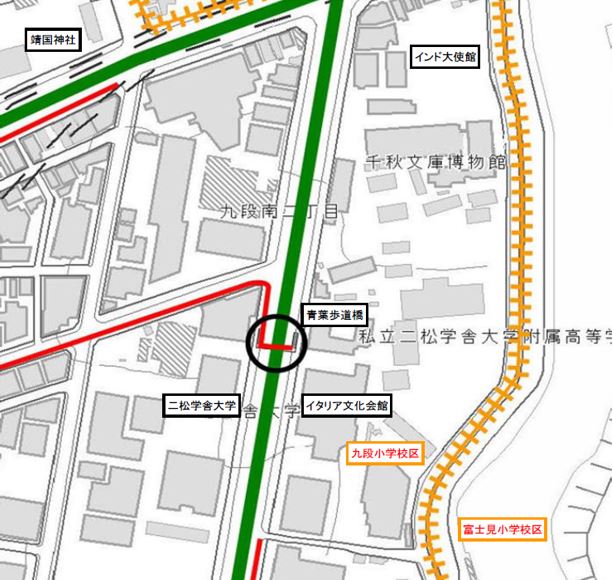 靖国神社
インド大使館
千秋文庫博物館
九段南二丁目
青葉歩道橋
私立二松学舎大学附属高等学
二松学舎大学
イタリア文化会館
九段小学校区
富士見小学校区